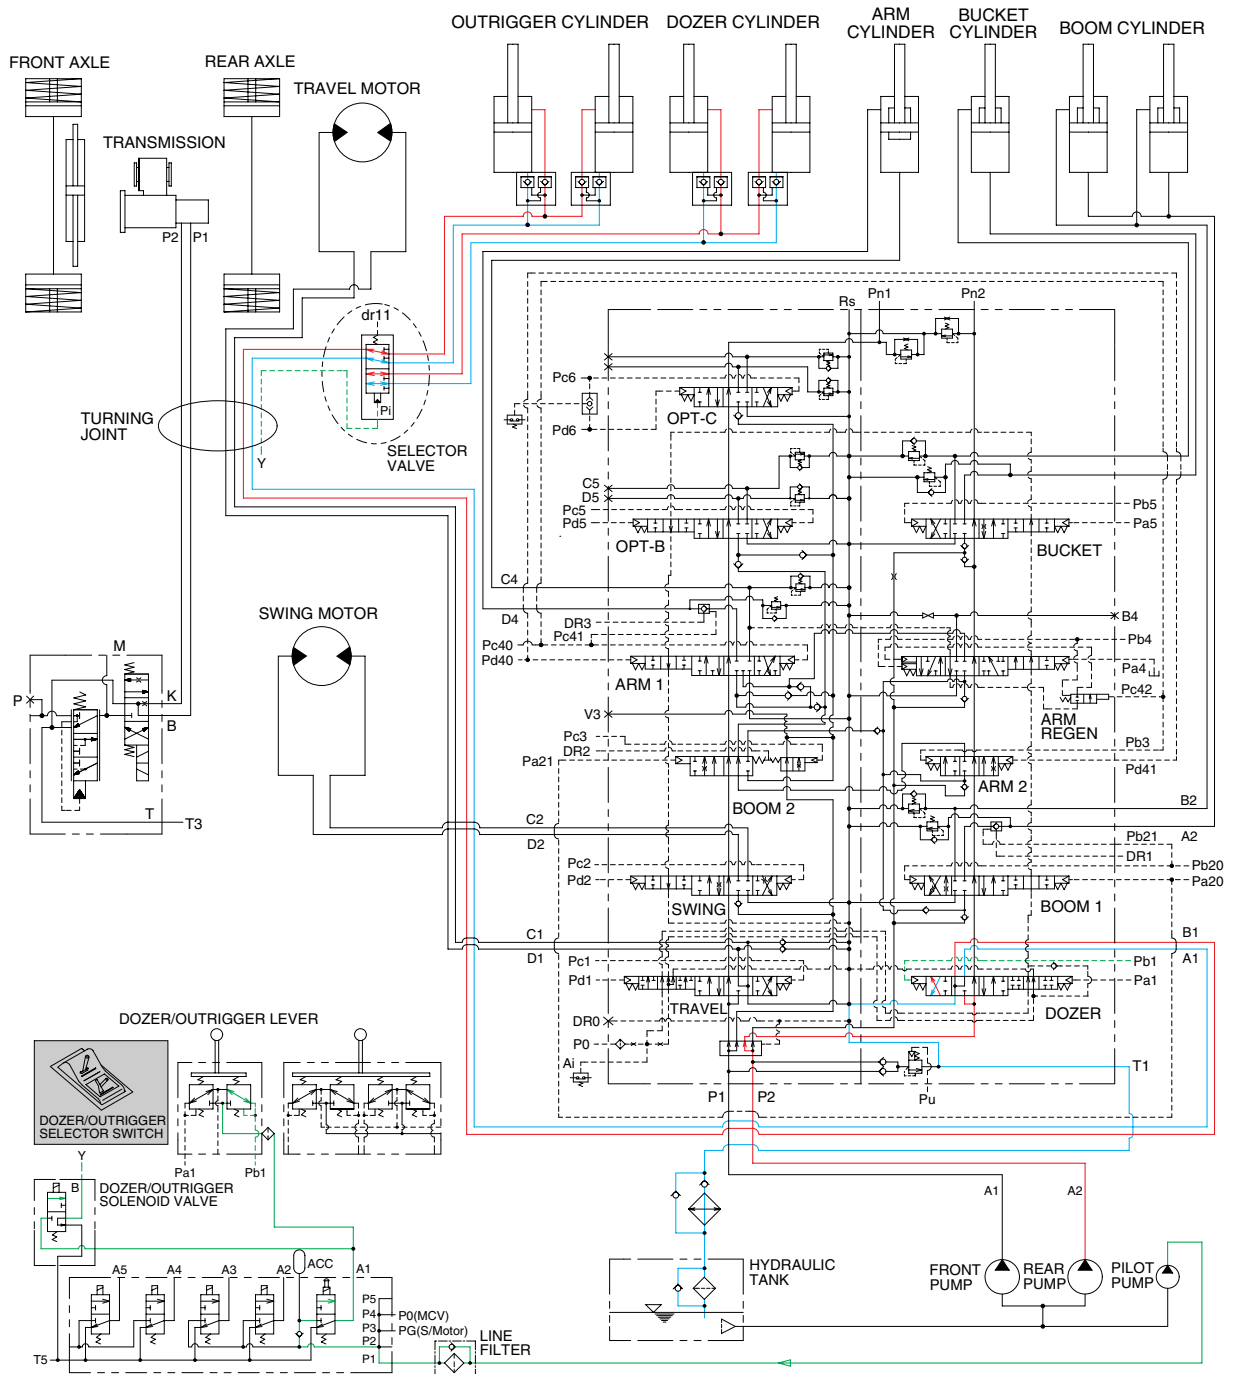 OUTRIGGER CYLINDER
DOZER CYLINDER
ARM
CYLINDER
BUCKET
CYLINDER
BOOM CYLINDER
FRONT AXLE
REAR AXLE
TRAVEL MOTOR
TRANSMISSION
P2
P1
dr11
Pi
SELECTOR
VALVE
TURNING
JOINT
Y
Rs
Pn1
Pn2
Pc6
Pd6
OPT-C
C5
D5
Pc5
Pd5
OPT-B
Pb5
Pa5
BUCKET
C4
D4
DR3
Pc41
Pc40
Pd40
ARM 1
B4
Pb4
Pa4
Pc42
ARM
REGEN
SWING MOTOR
M
P
K
B
T
T3
V3
Pc3
DR2
Pa21
BOOM 2
Pb3
Pd41
ARM 2
B2
A2
Pb21
DR1
Pb20
Pa20
BOOM 1
C2
D2
Pc2
Pd2
SWING
C1
D1
Pc1
Pd1
TRAVEL
B1
A1
Pb1
Pa1
DOZER
DR0
P0
Ai
T1
Pu
P1
P2
DOZER/OUTRIGGER LEVER
DOZER/OUTRIGGER
SELECTOR SWITCH
Pa1
Pb1
Y
B
DOZER/OUTRIGGER
SOLENOID VALVE
A5
A4
A3
A2
ACC
A1
P5
P4
P0(MCV)
P3
PG(S/Motor)
P2
P1
T5
LINE
FILTER
HYDRAULIC
TANK
A1
A2
FRONT
PUMP
REAR
PUMP
PILOT
PUMP